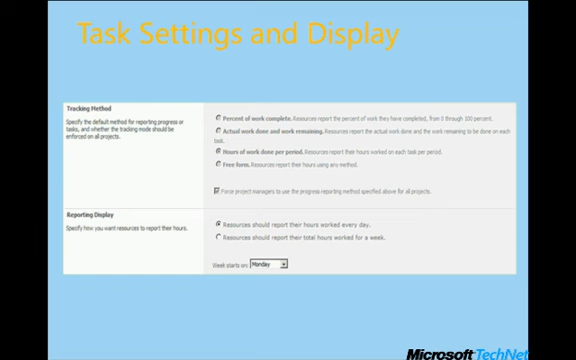 Task Settings and Display
Tracking Method
Specify the default method for reporting progress or
tasks, and whether the tracking mode should be
enforced on all projects.
Percent of work complete. Resources report the percent of work they have completed, from 0 through 100 percent.
Actual work done and work remaining. Resources report the actual work done and the work remaining to be done on each
task.
Hours of work done per period. Resources report their hours worked on each task per period.
Free form. Resources report their hours using any method.
Force project managers to use the progress reporting method specified above for all projects.
Reporting Display
Specify how you want resources to report their hours.
Resources should report their hours worked every day.
Resources should report their total hours worked for a week.
Week starts on: Monday
Microsoft TechNet